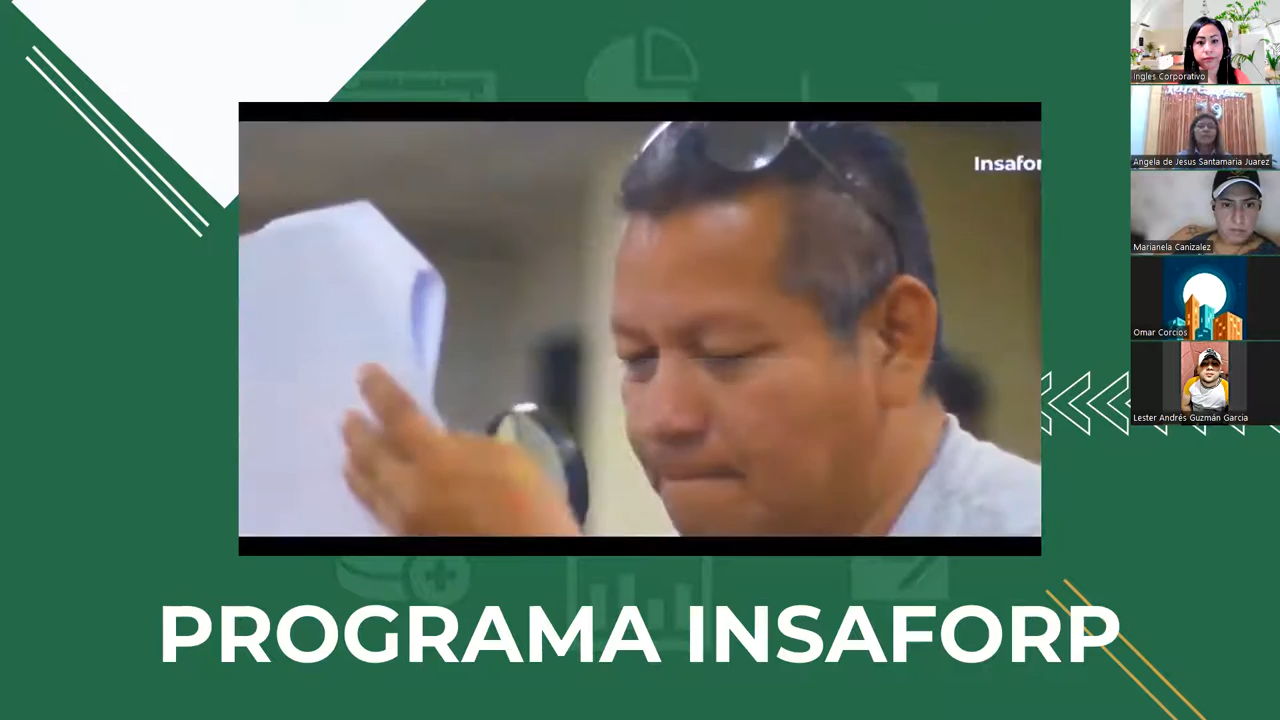 Insafor
PROGRAMA INSAFORP
Ingles Corporativo
Angela de Jesus Santamaria Juarez
Marianela Canizalez
Omar Corcios
Lester Andrés Guzmán Garcia